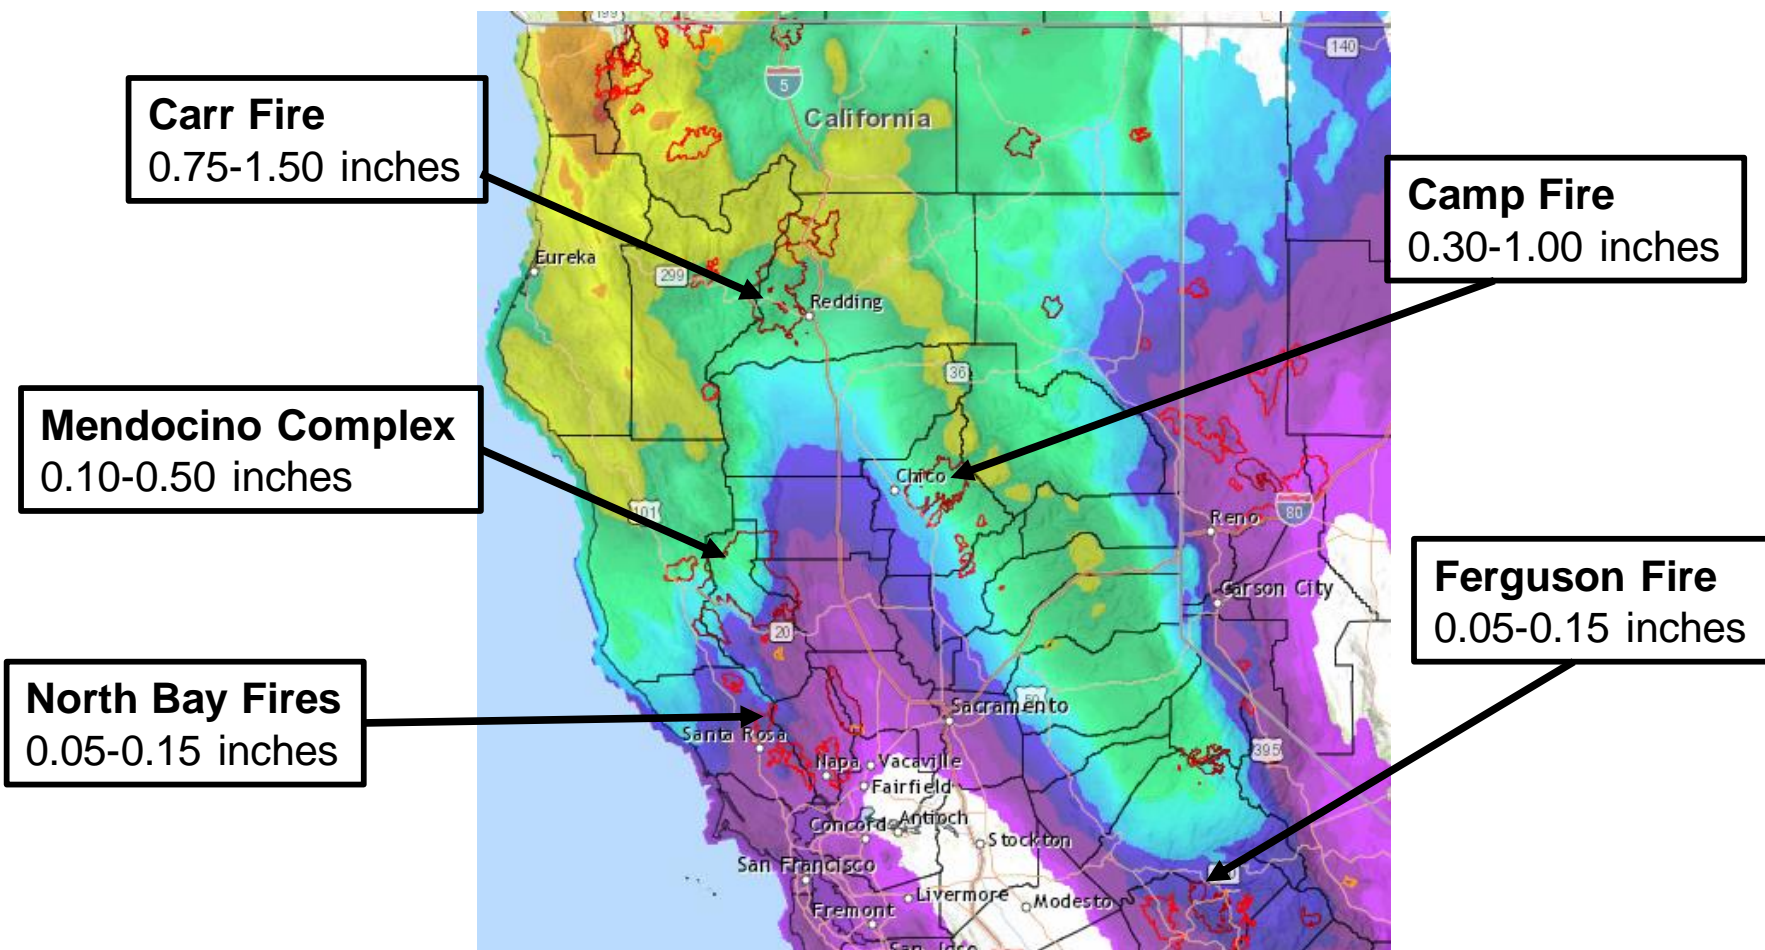 199
140
5
California
Carr Fire
0.75-1.50 inches
Camp Fire
0.30-1.00 inches
Eureka
299
Redding
36
Mendocino Complex
0.10-0.50 inches
Chico
101
Reno
80
Carson City
Ferguson Fire
0.05-0.15 inches
20
North Bay Fires
0.05-0.15 inches
50
Sacramento
Santa Rosa
395
Napa
Vacaville
Fairfield
Concord
Antioch
Stockton
San Francisco
Livermore
Modesto
Fremont
San Jose